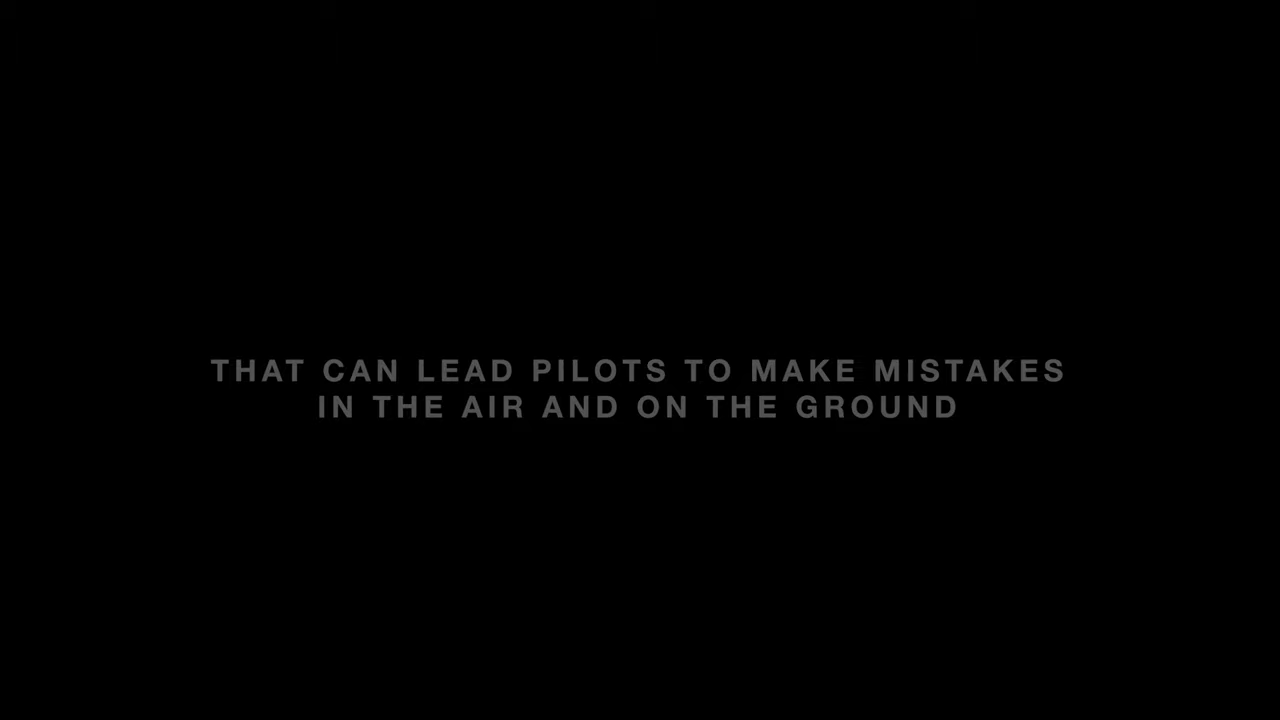 THAT CAN LEAD PILOTS TO MAKE MISTAKES
IN THE AIR AND ON THE GROUND